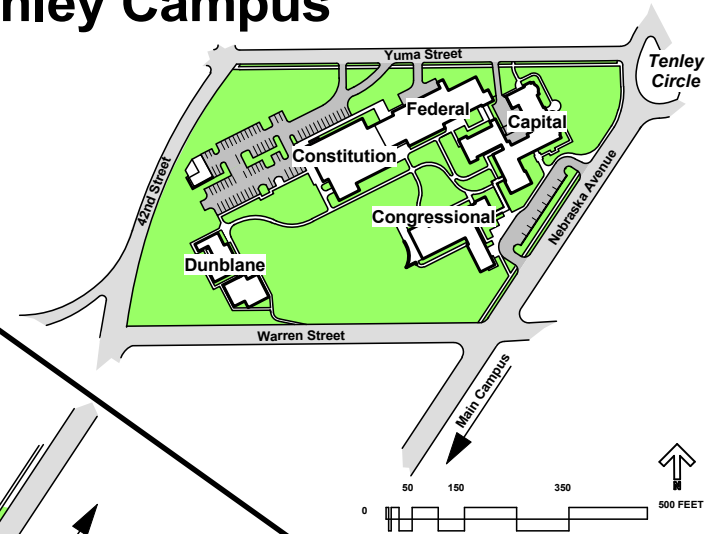 nley Campus
Yuma Street
Tenley
Circle
Federal
Capital
Constitution
42nd Street
Nebraska Avenue
Congressional
Dunblane
Warren Street
Main Campus
50
150
350
0
500 FEET
N